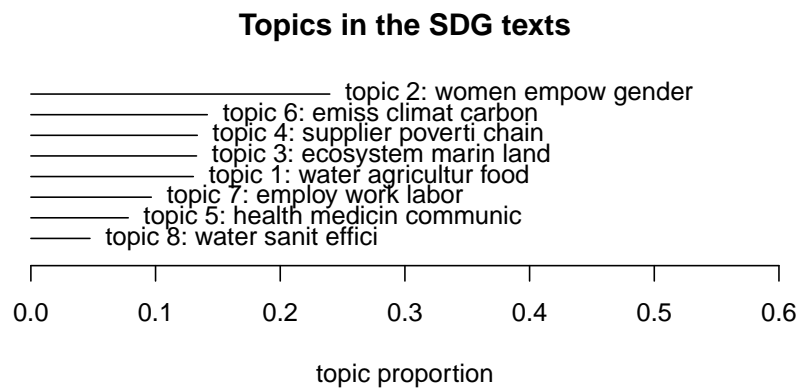 Topics in the SDG texts
topic 2: women empow gender
topic 6: emiss climat carbon
topic 4: supplier poverti chain
topic 3: ecosystem marin land
topic 1: water agricultur food
topic 7: employ work labor
topic 5: health medicin communic
topic 8: water sanit effici
0.0 0.1 0.2 0.3 0.4 0.5 0.6
topic proportion